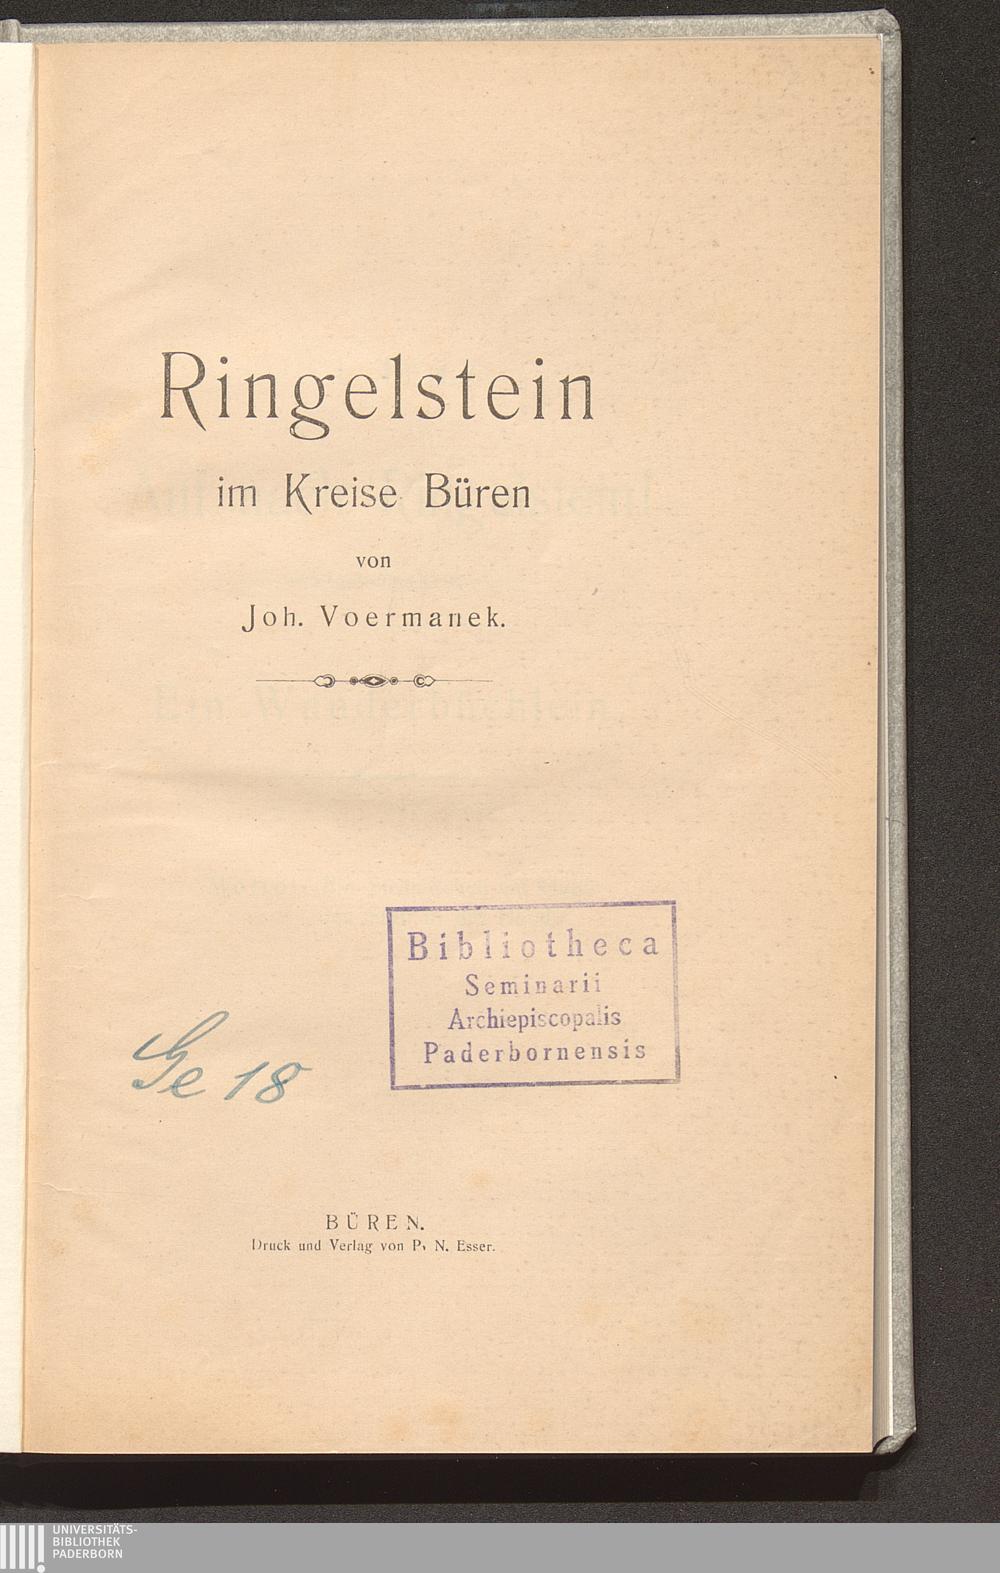 Ringelstein
im Kreise Büren
von
Joh. Voermanek.
Bibliotheca
Seminarii
Archiepiscopalis
Paderbornensis
Ge 18
BÜREN.
Druck und Verlag von P. N. Esser.
UNIVERSITÄTS-
BIBLIOTHEK
PADERBORN